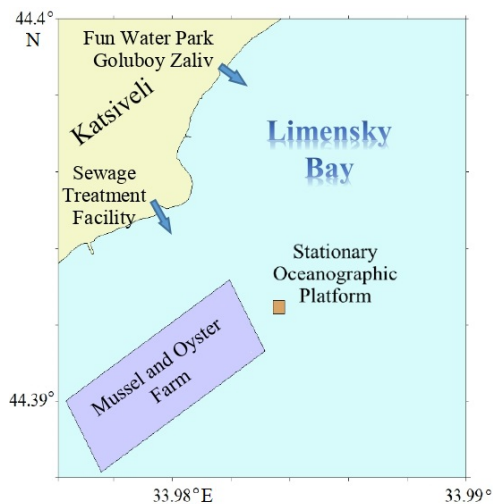 44.4°
N
Fun Water Park
Goluboy Zaliv
Katsiveli
Limensky
Bay
Sewage
Treatment
Facility
Stationary
Oceanographic
Platform
Mussel and Oyster
Farm
44.39°
33.98°E
33.99°